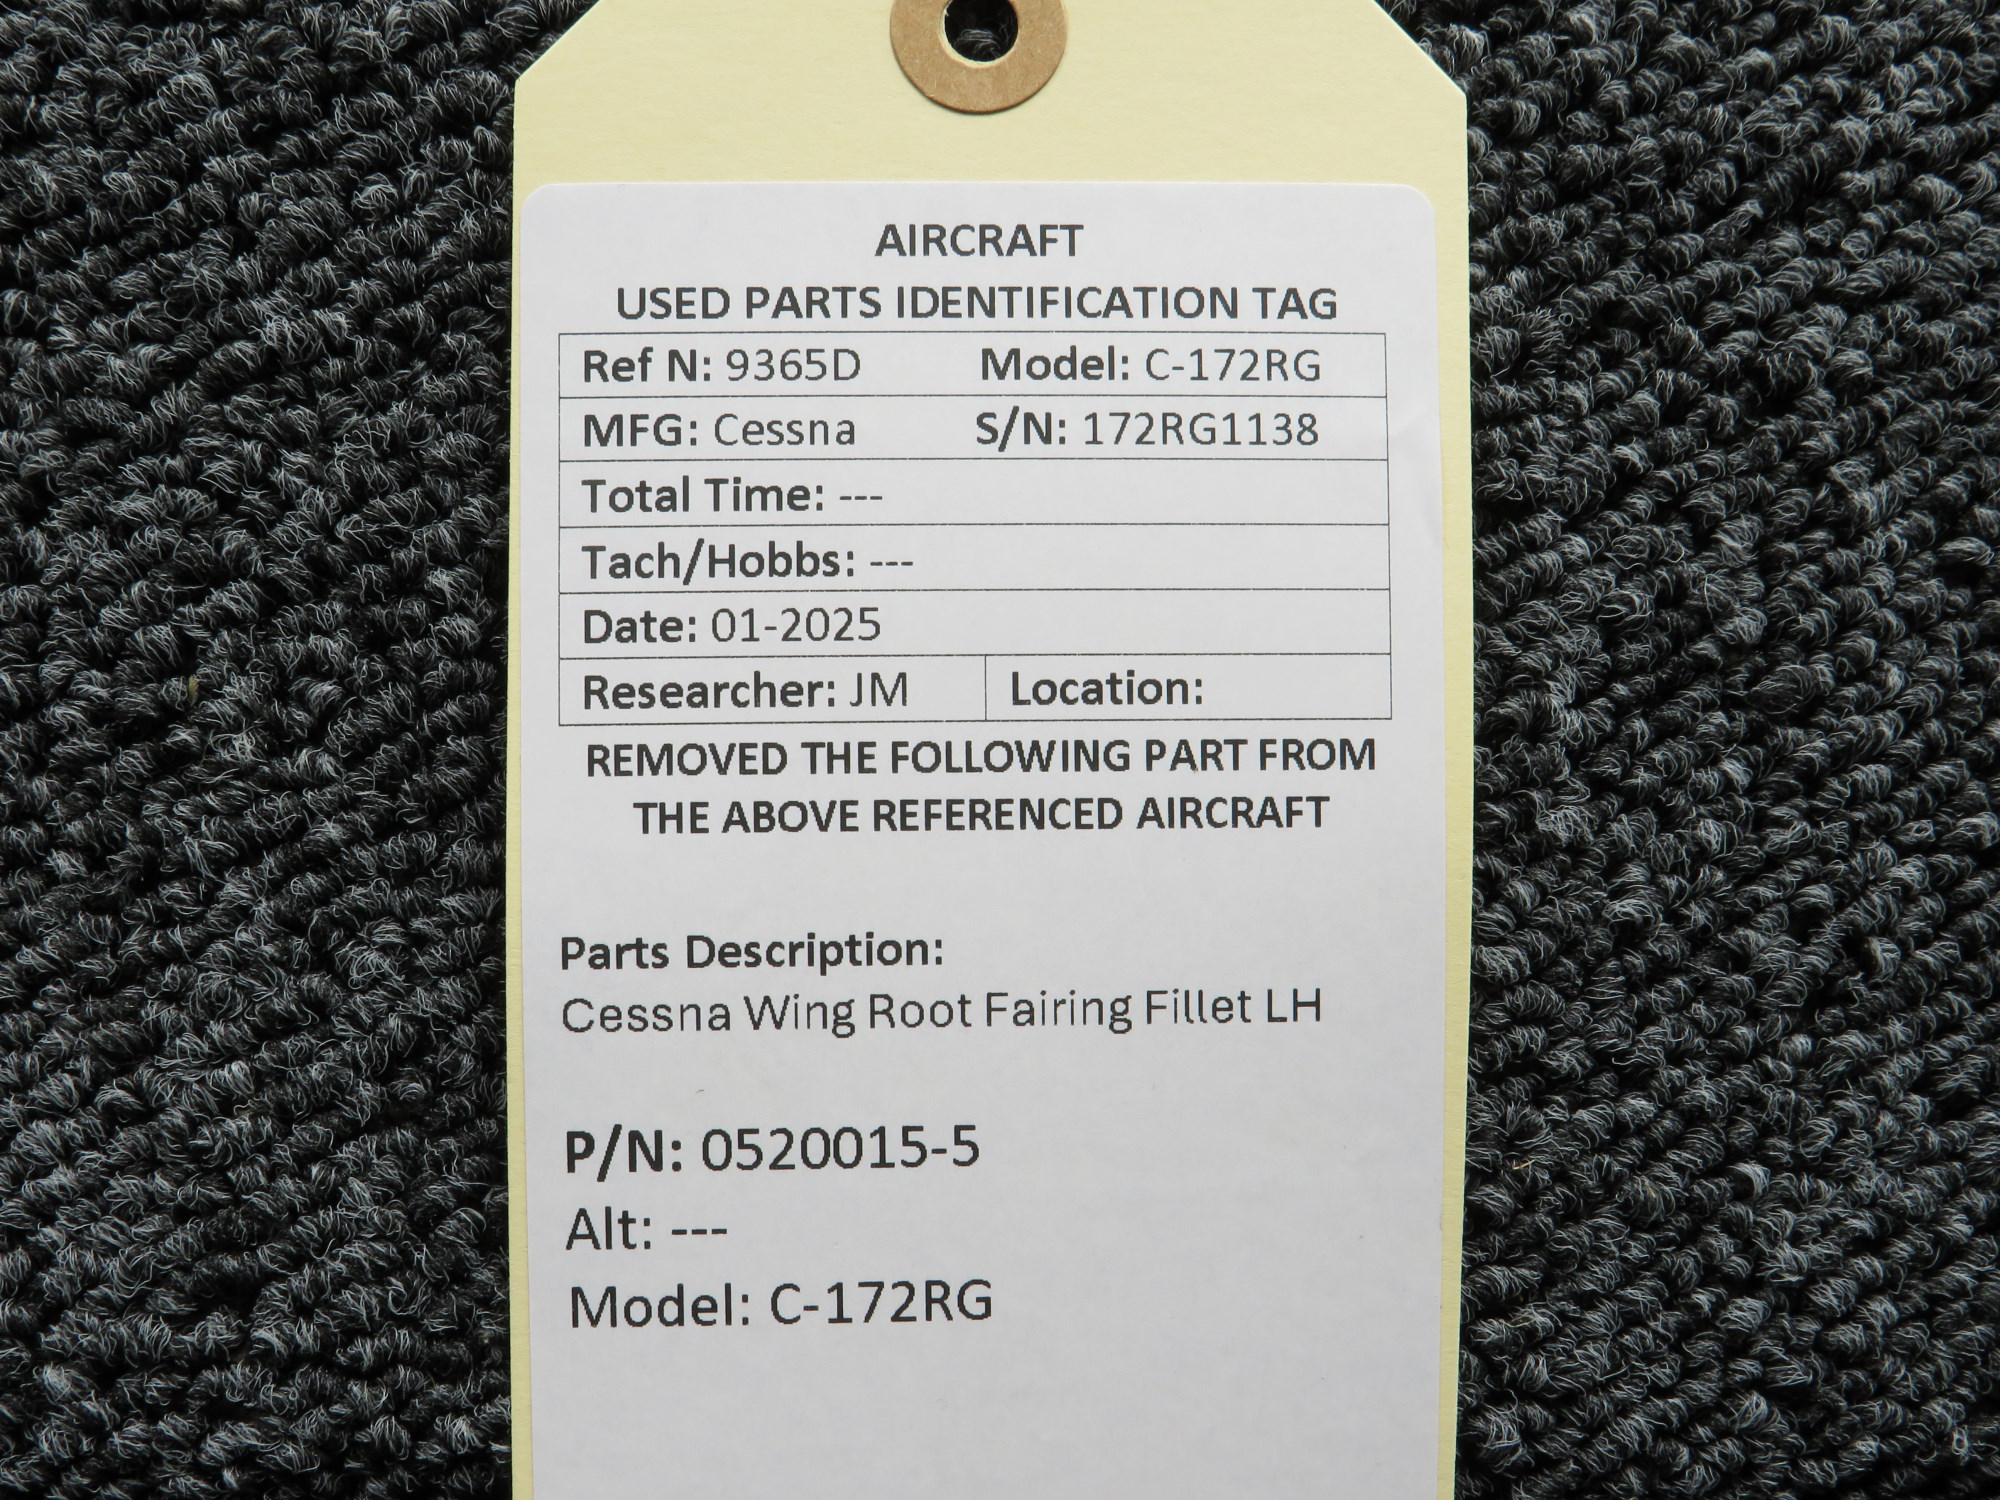 AIRCRAFT
USED PARTS IDENTIFICATION TAG
Ref N: 9365D Model: C-172RG
MFG: Cessna S/N: 172RG1138
Total Time: ---
Tach/Hobbs: ---
Date: 01-2025
Researcher: JM Location:
REMOVED THE FOLLOWING PART FROM
THE ABOVE REFERENCED AIRCRAFT
Parts Description:
Cessna Wing Root Fairing Fillet LH
P/N: 0520015-5
Alt: ---
Model: C-172RG